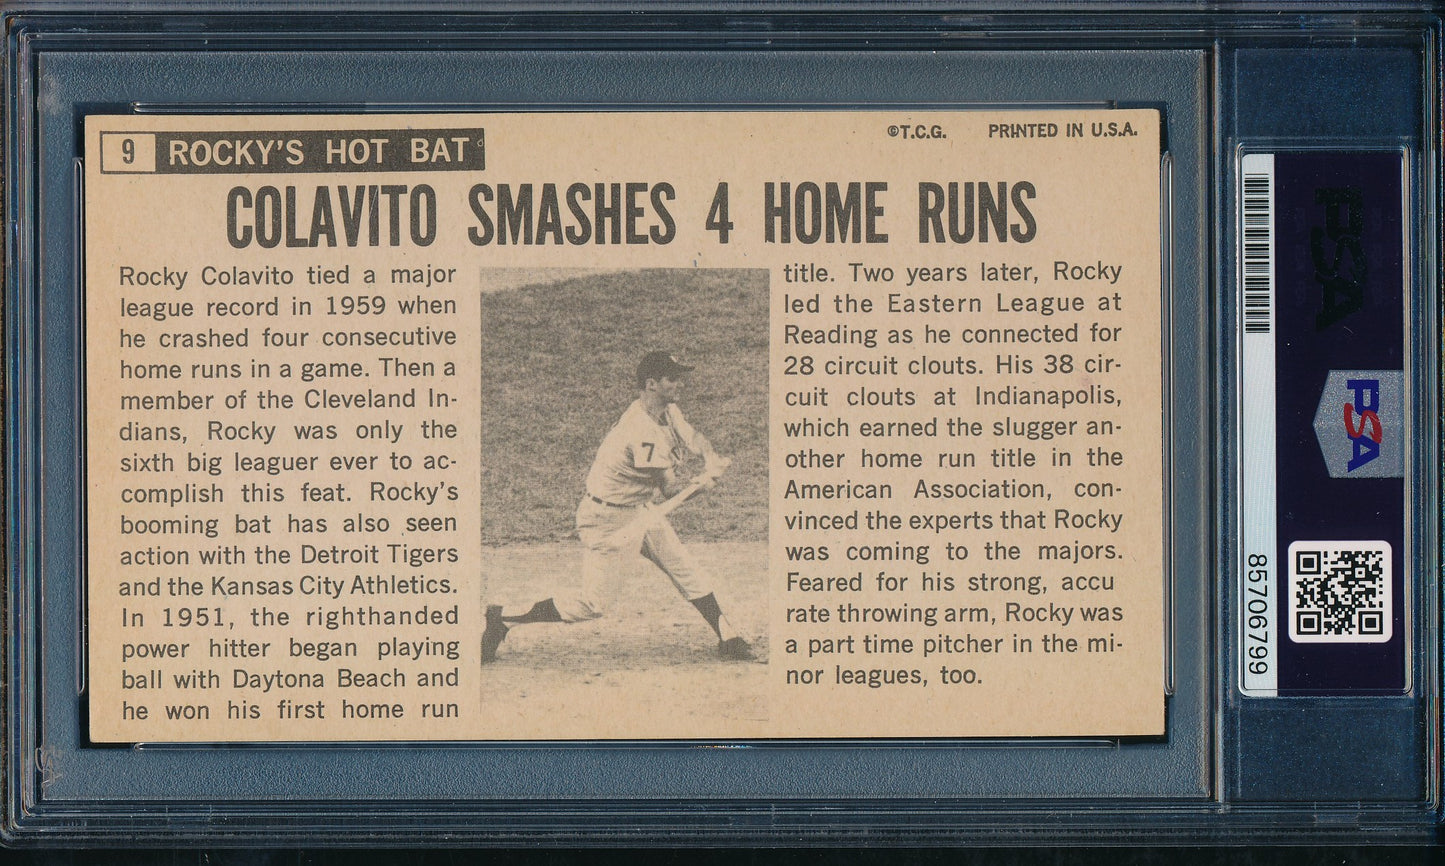 9 ROCKY'S HOT BAT
©T.C.G. PRINTED IN U.S.A.
COLAVITO SMASHES 4 HOME RUNS
Rocky Colavito tied a major
league record in 1959 when
he crashed four consecutive
home runs in a game. Then a
member of the Cleveland In-
dians, Rocky was only the
sixth big leaguer ever to ac-
complish this feat. Rocky's
booming bat has also seen
action with the Detroit Tigers
and the Kansas City Athletics.
In 1951, the righthanded
power hitter began playing
ball with Daytona Beach and
he won his first home run
7
title. Two years later, Rocky
led the Eastern League at
Reading as he connected for
28 circuit clouts. His 38 cir-
cuit clouts at Indianapolis,
which earned the slugger an-
other home run title in the
American Association, con-
vinced the experts that Rocky
was coming to the majors.
Feared for his strong, accu
rate throwing arm, Rocky was
a part time pitcher in the mi-
nor leagues, too.
PSA
PSA
85706799